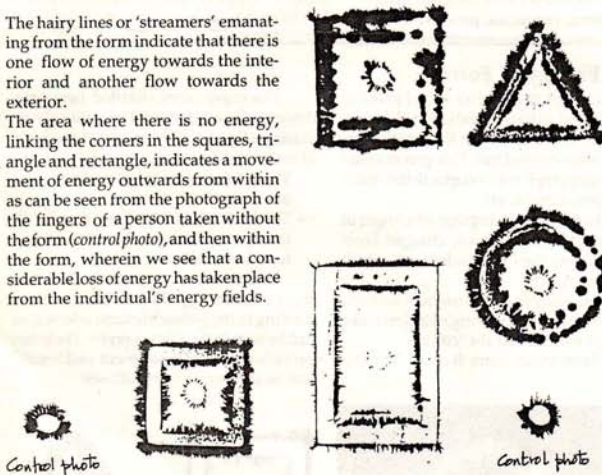 The hairy lines or 'streamers' emanat-
ing from the form indicate that there is
one flow of energy towards the inte-
rior and another flow towards the
exterior.
The area where there is no energy,
linking the corners in the squares, tri-
angle and rectangle, indicates a move-
ment of energy outwards from within
as can be seen from the photograph of
the fingers of a person taken without
the form (control photo), and then within
the form, wherein we see that a con-
siderable loss of energy has taken place
from the individual's energy fields.
Control photo
Control photo